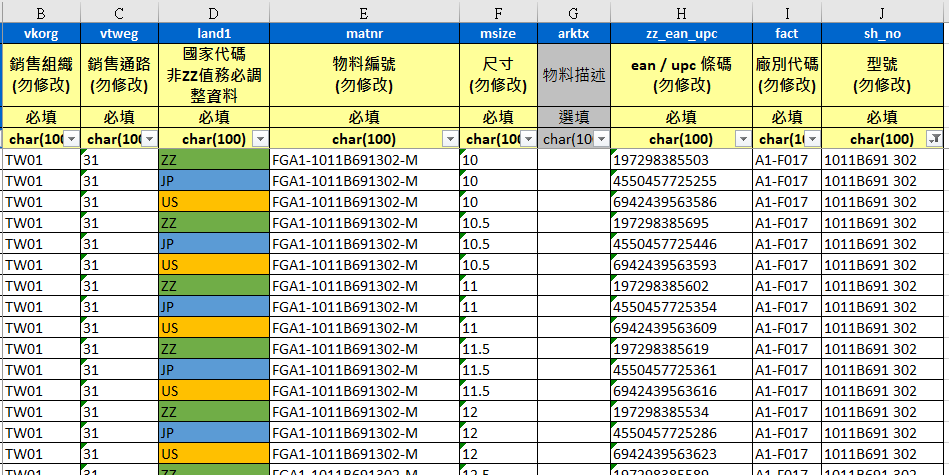 B C D E F G H I J
vkorg vtweg land1 matnr msize arktx zz_ean_upc fact sh_no
銷售組織 銷售通路 國家代碼 物料編號 尺寸 物料描述 ean / upc 條碼 廠別代碼 型號
(勿修改) (勿修改) 非ZZ值務必調 (勿修改) (勿修改) (勿修改) (勿修改) (勿修改)
整資料
必填 必填 必填 必填 必填 選填 必填 必填 必填
char(100 char(100 char(100) char(100) char(100) char(10 char(100) char(100 char(100)
TW01 31 ZZ FGA1-1011B691302-M 10 197298385503 A1-F017 1011B691 302
TW01 31 JP FGA1-1011B691302-M 10 4550457725255 A1-F017 1011B691 302
TW01 31 US FGA1-1011B691302-M 10 6942439563586 A1-F017 1011B691 302
TW01 31 ZZ FGA1-1011B691302-M 10.5 197298385695 A1-F017 1011B691 302
TW01 31 JP FGA1-1011B691302-M 10.5 4550457725446 A1-F017 1011B691 302
TW01 31 US FGA1-1011B691302-M 10.5 6942439563593 A1-F017 1011B691 302
TW01 31 ZZ FGA1-1011B691302-M 11 197298385602 A1-F017 1011B691 302
TW01 31 JP FGA1-1011B691302-M 11 4550457725354 A1-F017 1011B691 302
TW01 31 US FGA1-1011B691302-M 11 6942439563609 A1-F017 1011B691 302
TW01 31 ZZ FGA1-1011B691302-M 11.5 197298385619 A1-F017 1011B691 302
TW01 31 JP FGA1-1011B691302-M 11.5 4550457725361 A1-F017 1011B691 302
TW01 31 US FGA1-1011B691302-M 11.5 6942439563616 A1-F017 1011B691 302
TW01 31 ZZ FGA1-1011B691302-M 12 197298385534 A1-F017 1011B691 302
TW01 31 JP FGA1-1011B691302-M 12 4550457725286 A1-F017 1011B691 302
TW01 31 US FGA1-1011B691302-M 12 6942439563623 A1-F017 1011B691 302
TW01 31 ZZ FGA1-1011B691302-M 12.5 197298385589 A1-F017 1011B691 302